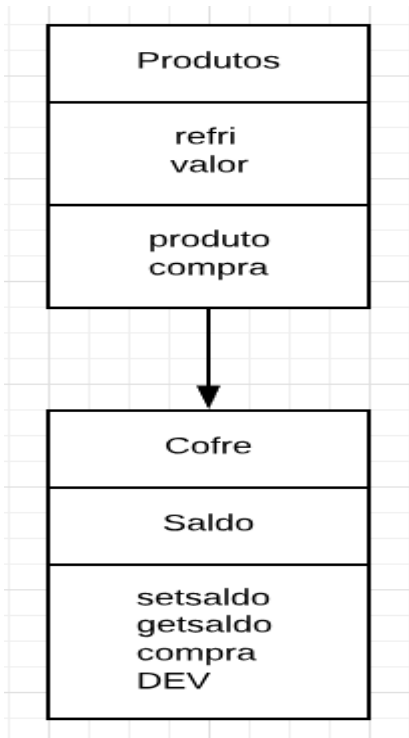 Produtos
refri
valor
produto
compra
Cofre
Saldo
setsaldo
getsaldo
compra
DEV